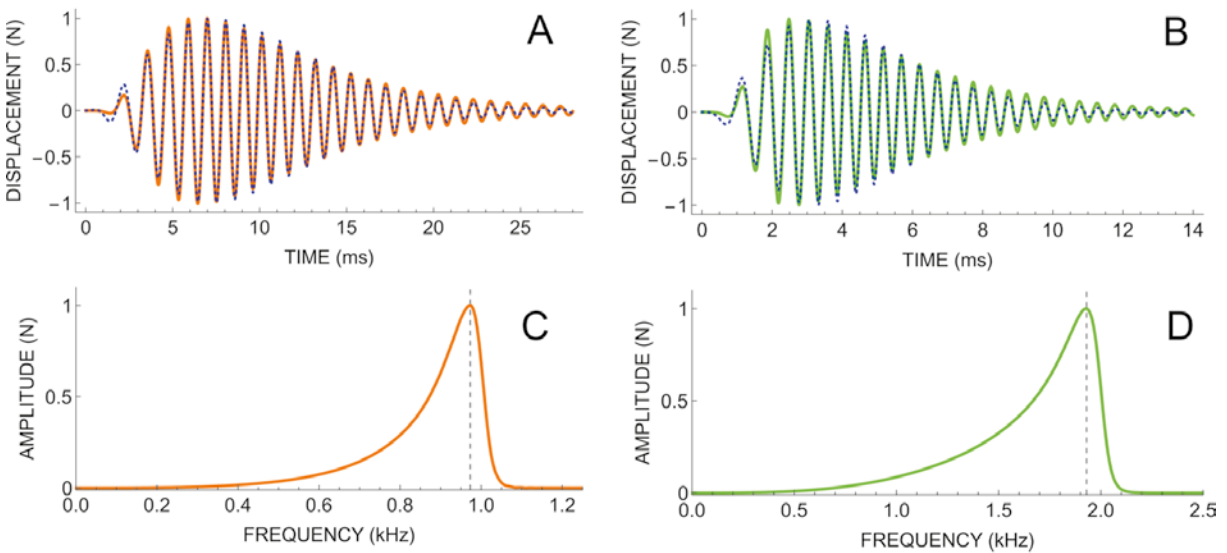 A
DISPLACEMENT (N)
1
0.5
0
−0.5
−1
0 5 10 15 20 25
TIME (ms)
B
DISPLACEMENT (N)
1
0.5
0
−0.5
−1
0 2 4 6 8 10 12 14
TIME (ms)
C
AMPLITUDE (N)
1
0.5
0
0.0 0.2 0.4 0.6 0.8 1.0 1.2
FREQUENCY (kHz)
D
AMPLITUDE (N)
1
0.5
0
0.0 0.5 1.0 1.5 2.0 2.5
FREQUENCY (kHz)